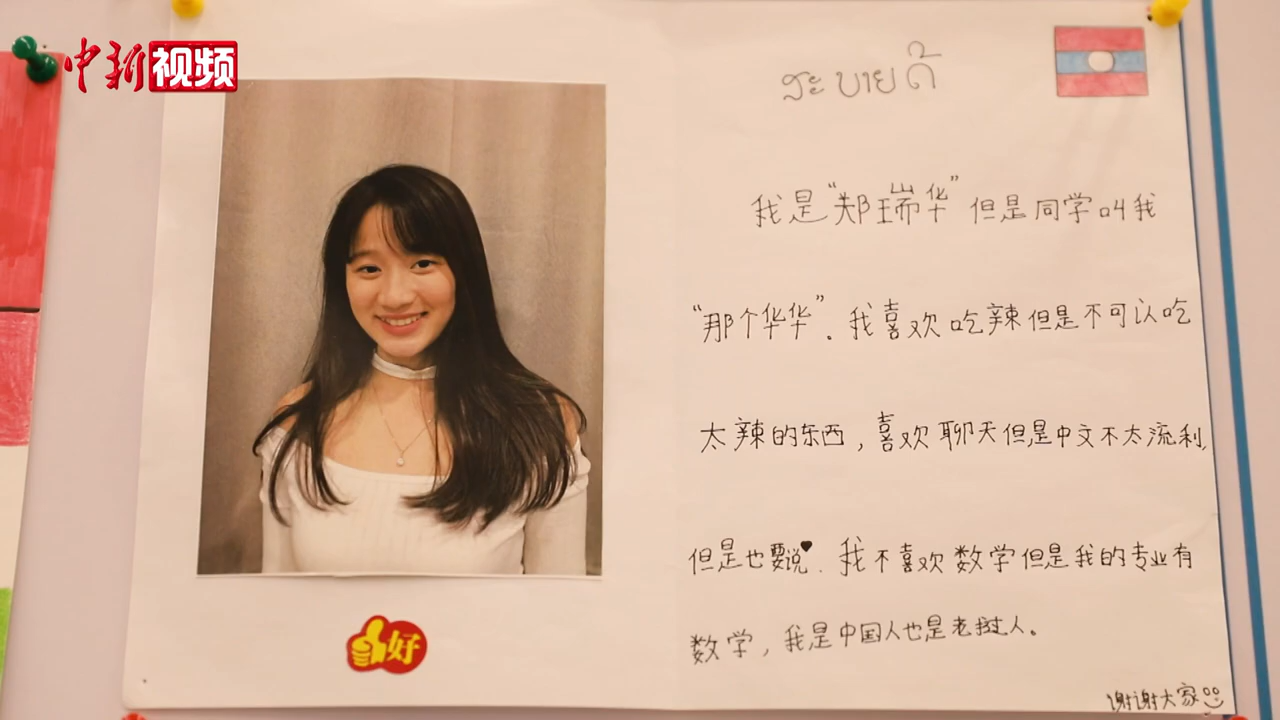 中新视频
ສະບາຍດີ
我是“郑瑞华”但是同学叫我
“那个华华”。我喜欢吃辣但是不可认吃
太辣的东西，喜欢聊天但是中文不太流利,
但是也要说♥. 我不喜欢数学但是我的专业有
数学，我是中国人也是老挝人。
谢谢大家
好